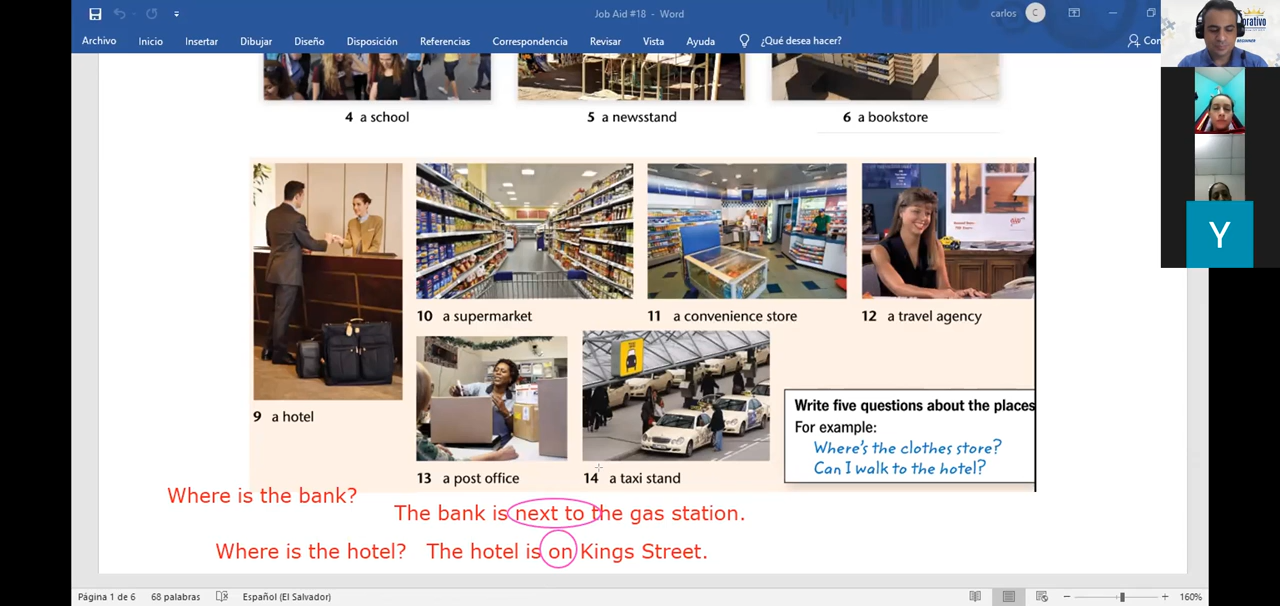 Job Aid #18 - Word
carlos
C
Archivo Inicio Insertar Dibujar Diseño Disposición Referencias Correspondencia Revisar Vista Ayuda ¿Qué desea hacer?
4 a school
5 a newsstand
6 a bookstore
10 a supermarket
11 a convenience store
12 a travel agency
9 a hotel
Write five questions about the places
For example:
Where's the clothes store?
Can I walk to the hotel?
13 a post office
14 a taxi stand
Where is the bank?
The bank is next to the gas station.
Where is the hotel? The hotel is on Kings Street.
Y
Página 1 de 6 68 palabras Español (El Salvador) 160%